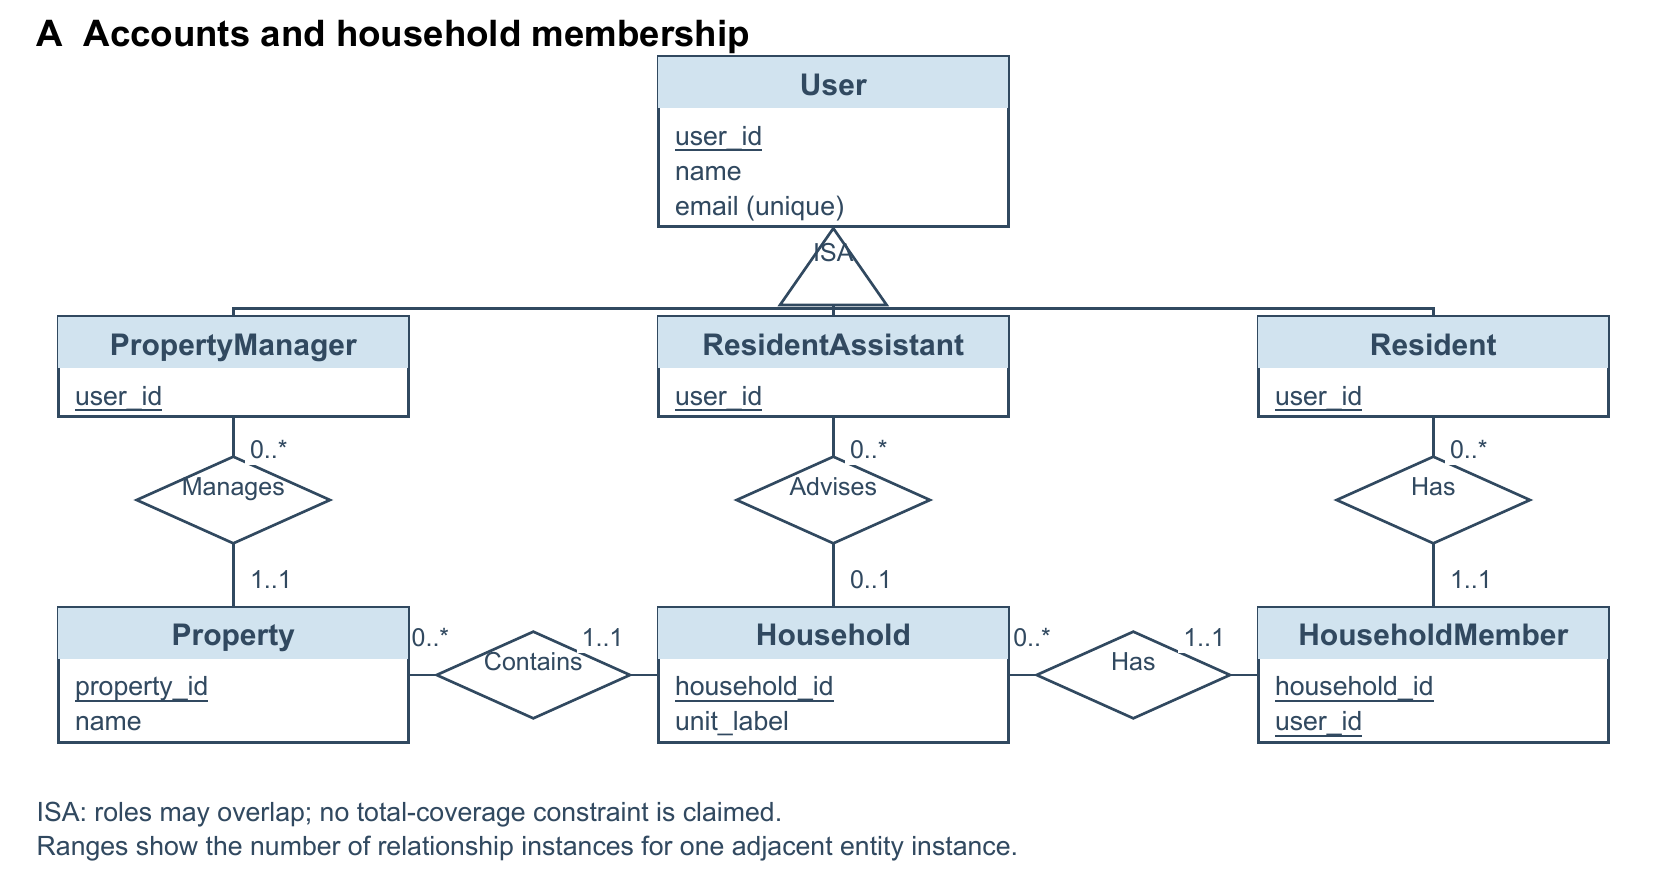 A Accounts and household membership
User
user_id
name
email (unique)
ISA
PropertyManager
user_id
ResidentAssistant
user_id
Resident
user_id
0..*
0..*
0..*
Manages
Advises
Has
1..1
0..1
1..1
Property
property_id
name
0..*
Contains
1..1
Household
household_id
unit_label
0..*
Has
1..1
HouseholdMember
household_id
user_id
ISA: roles may overlap; no total-coverage constraint is claimed.
Ranges show the number of relationship instances for one adjacent entity instance.